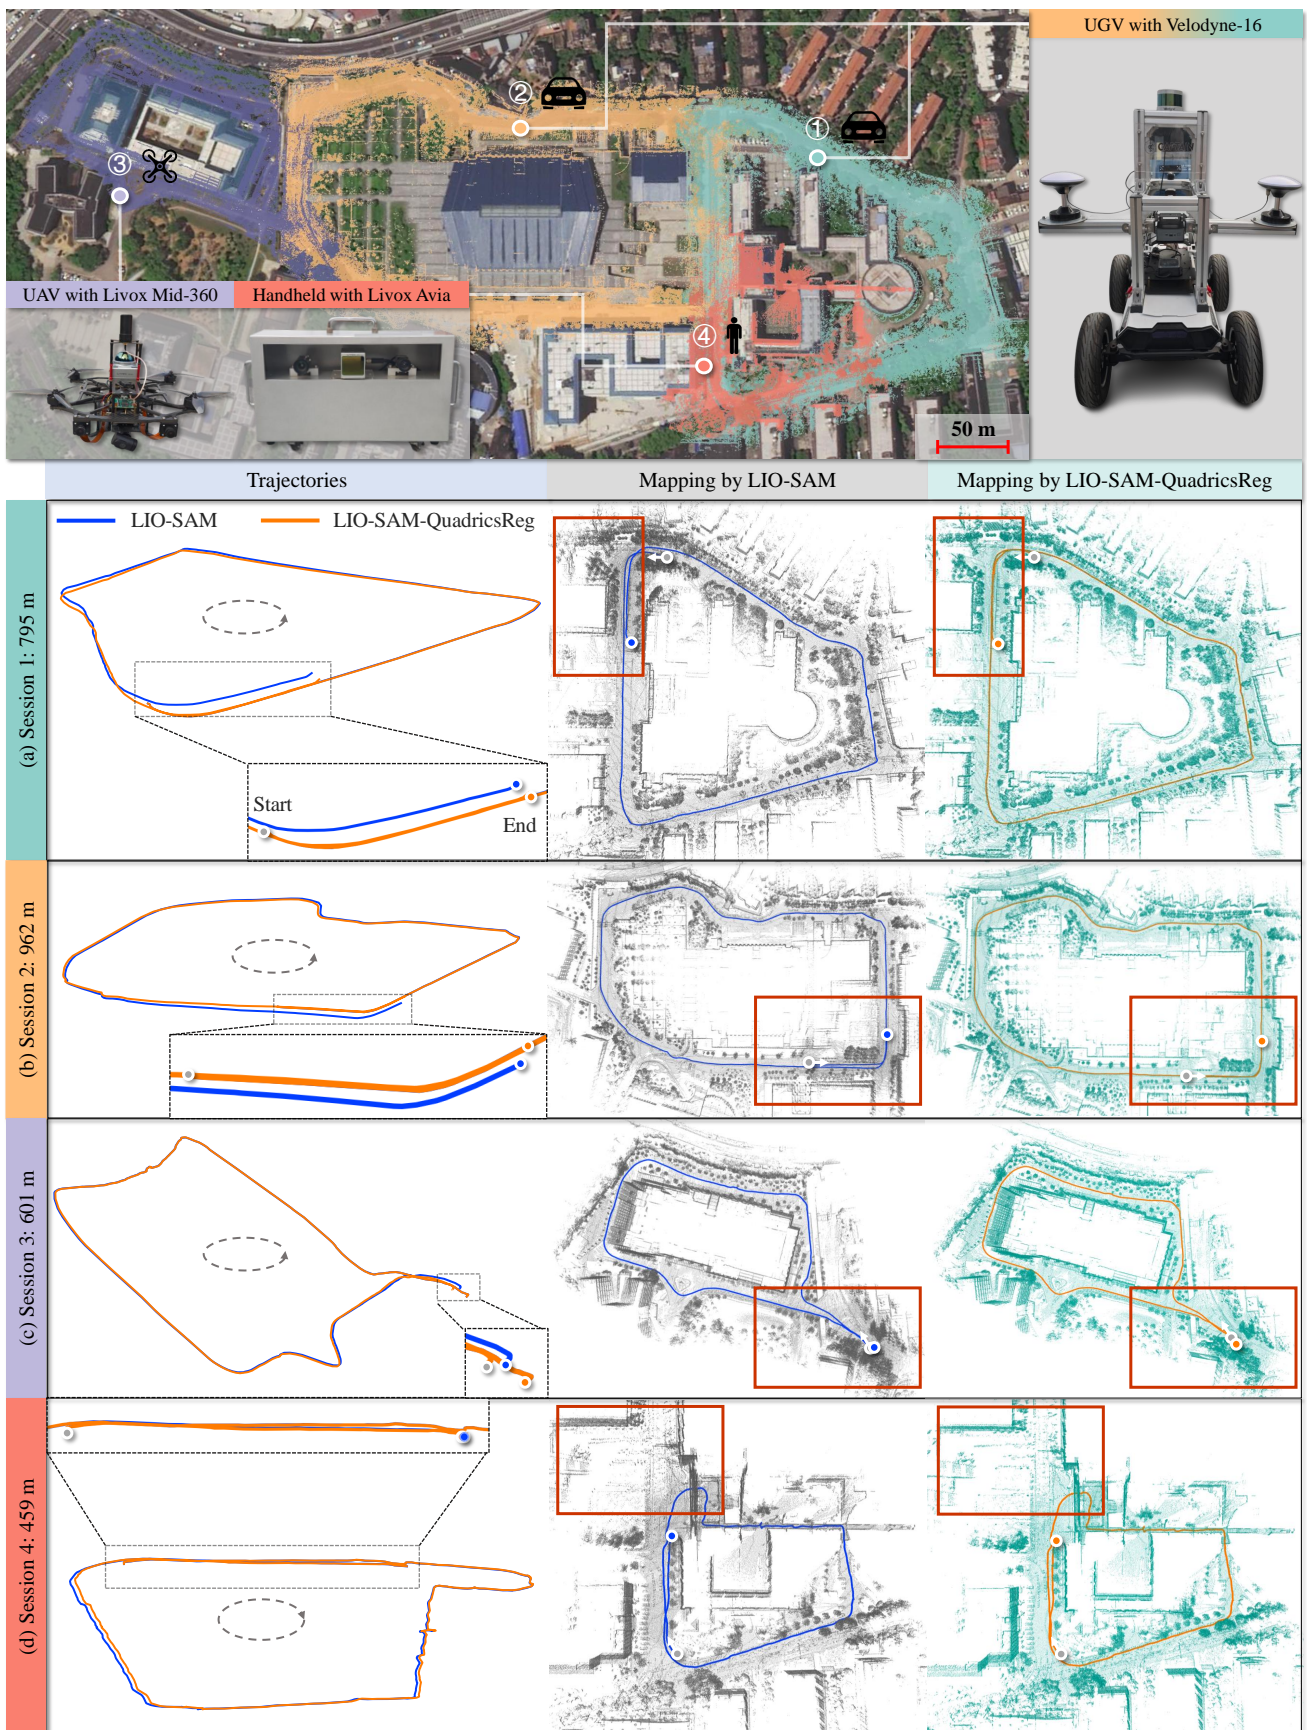 UGV with Velodyne-16
②
①
③
UAV with Livox Mid-360
Handheld with Livox Avia
④
50 m
Trajectories
Mapping by LIO-SAM
Mapping by LIO-SAM-QuadricsReg
(a) Session 1: 795 m
LIO-SAM
LIO-SAM-QuadricsReg
Start
End
(b) Session 2: 962 m
(c) Session 3: 601 m
(d) Session 4: 459 m